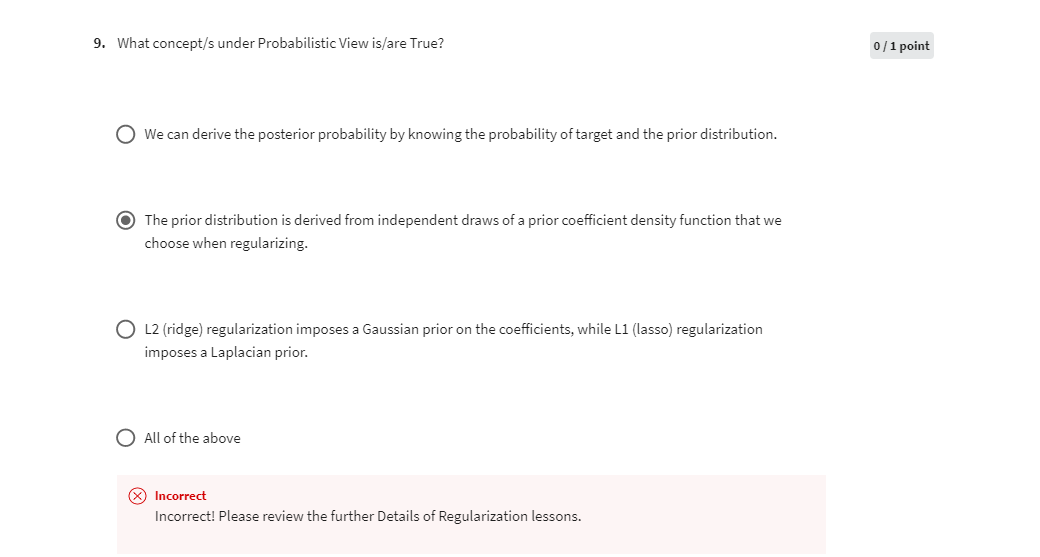 9. What concept/s under Probabilistic View is/are True?
0 / 1 point
We can derive the posterior probability by knowing the probability of target and the prior distribution.
The prior distribution is derived from independent draws of a prior coefficient density function that we
choose when regularizing.
L2 (ridge) regularization imposes a Gaussian prior on the coefficients, while L1 (lasso) regularization
imposes a Laplacian prior.
All of the above
Incorrect
Incorrect! Please review the further Details of Regularization lessons.